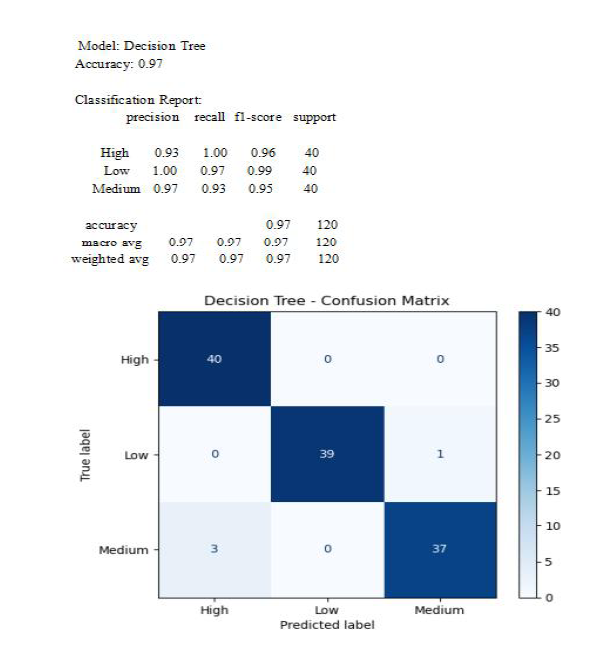 Model: Decision Tree
Accuracy: 0.97
Classification Report:
precision recall f1-score support
High 0.93 1.00 0.96 40
Low 1.00 0.97 0.99 40
Medium 0.97 0.93 0.95 40
accuracy 0.97 120
macro avg 0.97 0.97 0.97 120
weighted avg 0.97 0.97 0.97 120
Decision Tree - Confusion Matrix
High 40 0 0
Low 0 39 1
Medium 3 0 37
High Low Medium
Predicted label
True label
40
35
30
25
20
15
10
5
0